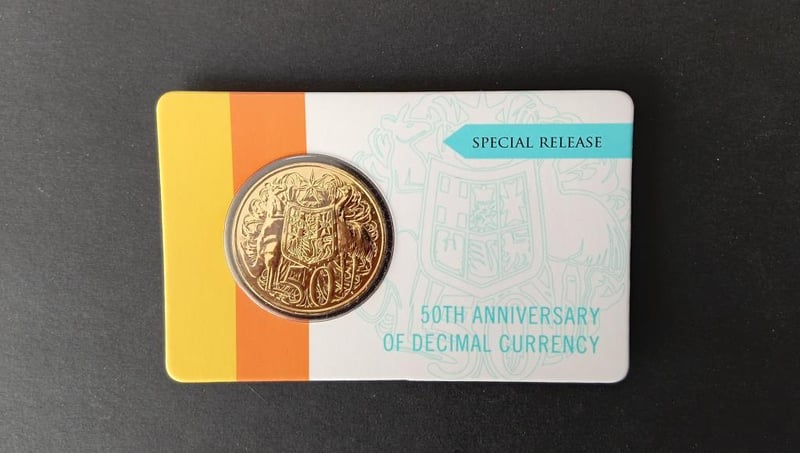 SPECIAL RELEASE
50
50TH ANNIVERSARY
OF DECIMAL CURRENCY